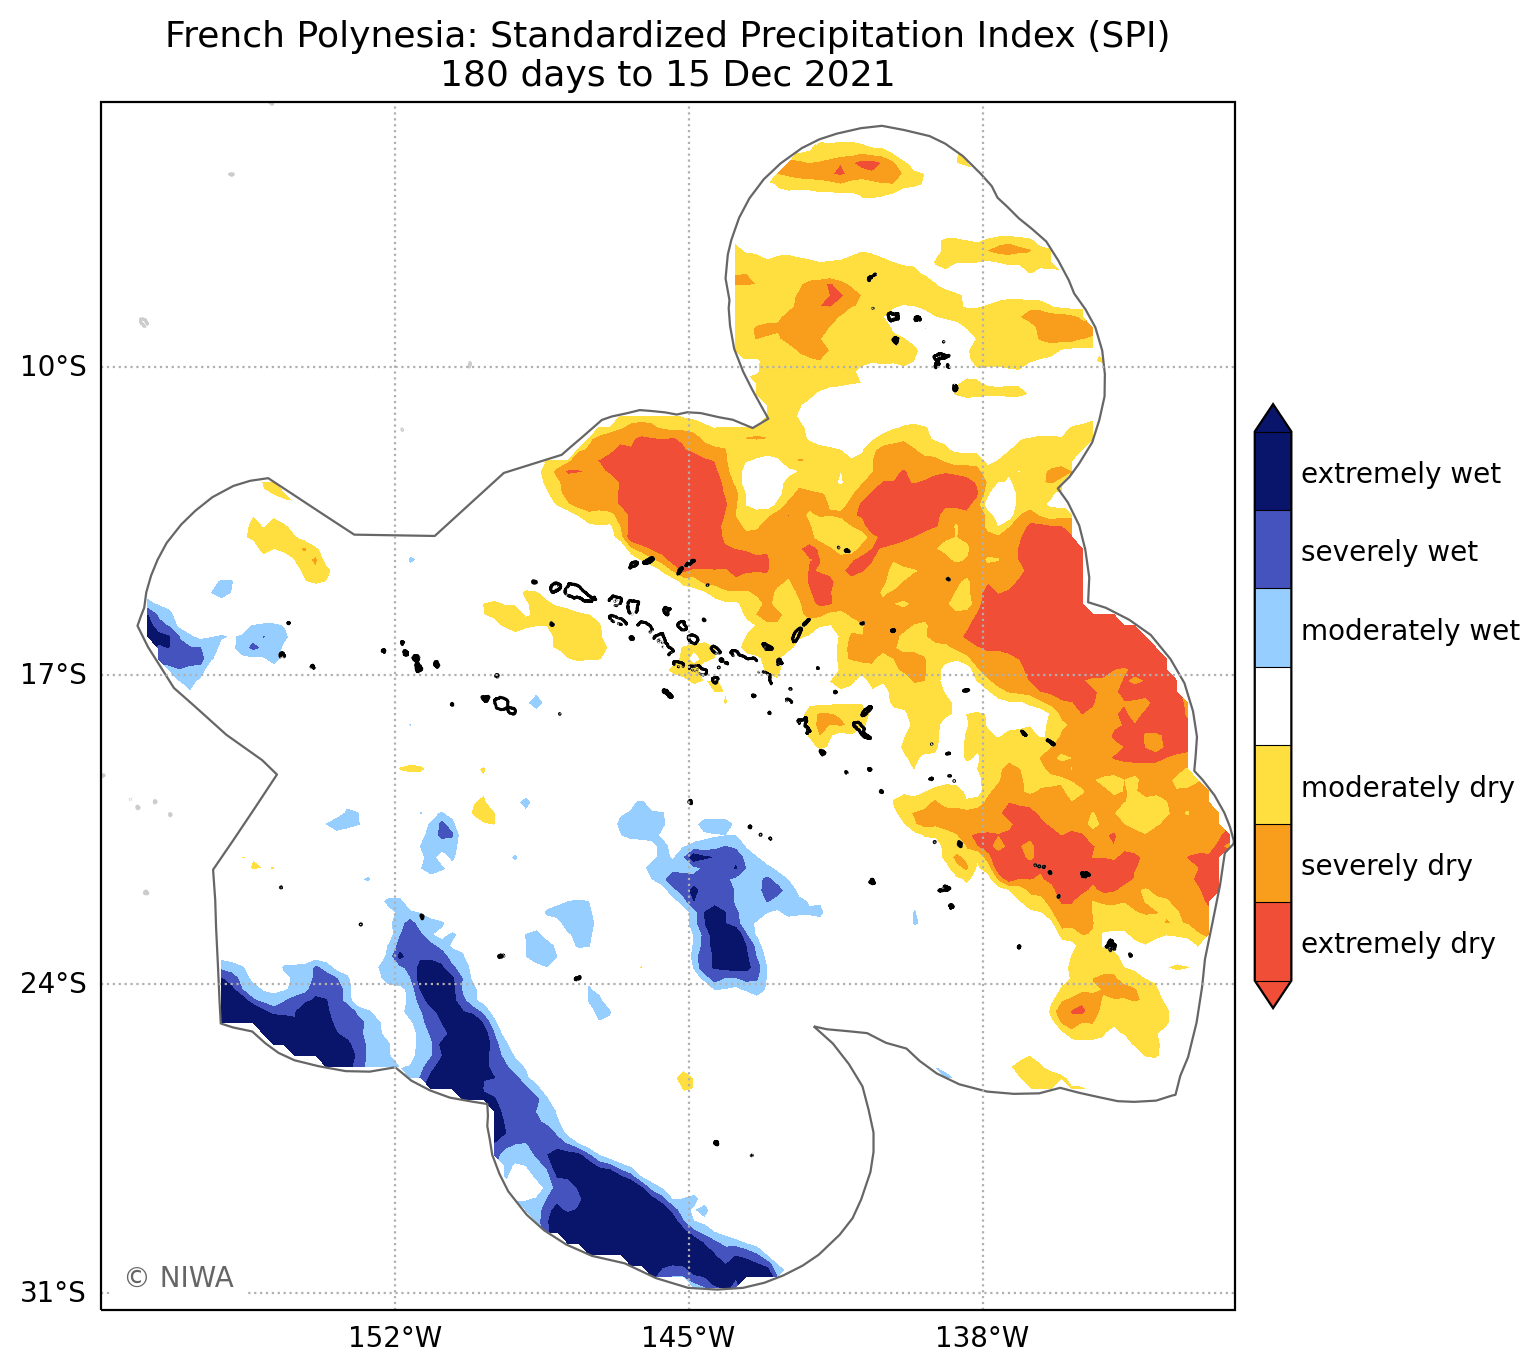 French Polynesia: Standardized Precipitation Index (SPI)
180 days to 15 Dec 2021
10°S
17°S
24°S
31°S
152°W
145°W
138°W
extremely wet
severely wet
moderately wet
moderately dry
severely dry
extremely dry
© NIWA